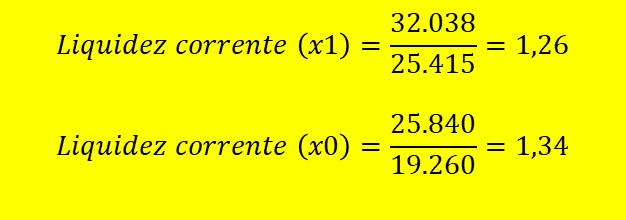 Liquidez corrente (x1) = 32.038 / 25.415 = 1,26
Liquidez corrente (x0) = 25.840 / 19.260 = 1,34